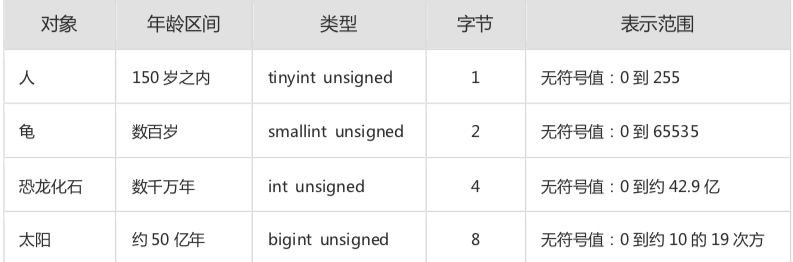 对象 年龄区间 类型 字节 表示范围
人 150 岁之内 tinyint unsigned 1 无符号值：0 到 255
龟 数百岁 smallint unsigned 2 无符号值：0 到 65535
恐龙化石 数千万年 int unsigned 4 无符号值：0 到约 42.9 亿
太阳 约 50 亿年 bigint unsigned 8 无符号值：0 到约 10 的 19 次方